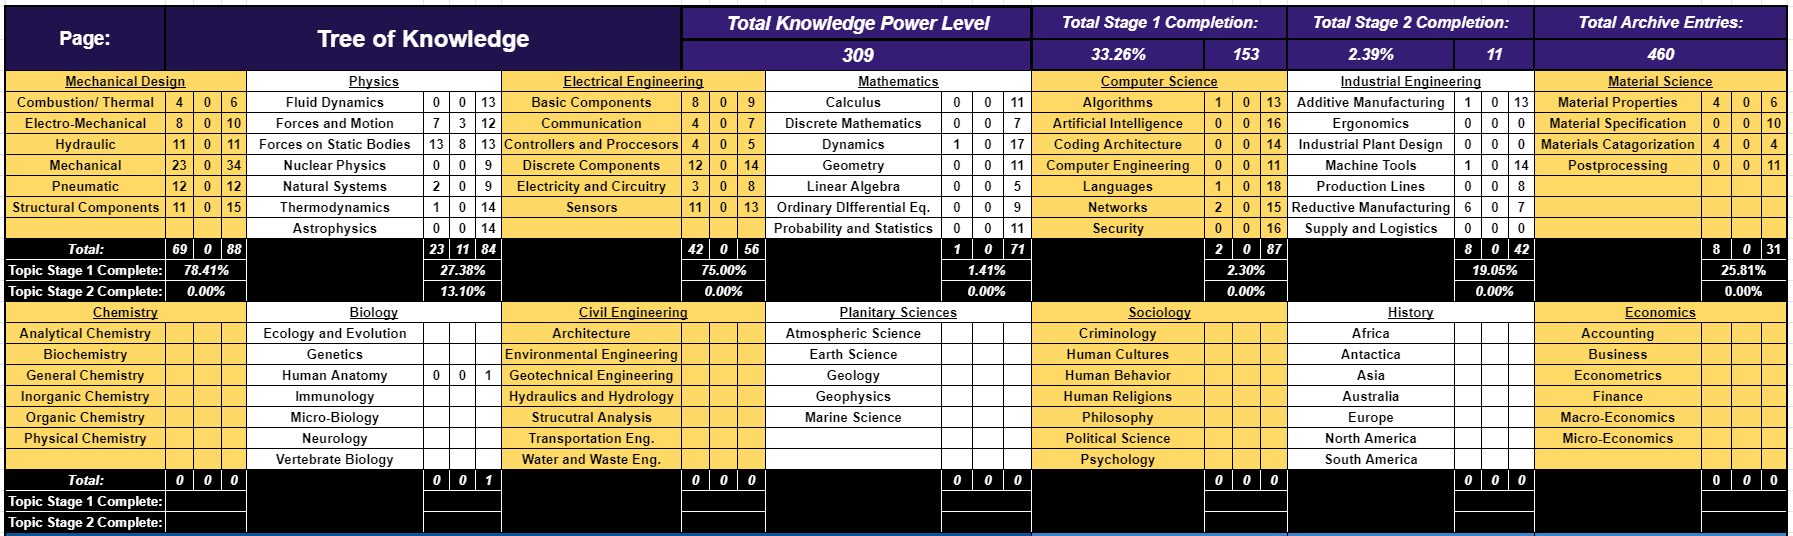 Page: Tree of Knowledge Total Knowledge Power Level Total Stage 1 Completion: Total Stage 2 Completion: Total Archive Entries:
309 33.26% 153 2.39% 11 460
Mechanical Design Physics Electrical Engineering Mathematics Computer Science Industrial Engineering Material Science
Combustion/ Thermal 4 0 6 Fluid Dynamics 0 0 13 Basic Components 8 0 9 Calculus 0 0 11 Algorithms 1 0 13 Additive Manufacturing 1 0 13 Material Properties 4 0 6
Electro-Mechanical 8 0 10 Forces and Motion 7 3 12 Communication 4 0 7 Discrete Mathematics 0 0 7 Artificial Intelligence 0 0 16 Ergonomics 0 0 0 Material Specification 0 0 10
Hydraulic 11 0 11 Forces on Static Bodies 13 8 13 Controllers and Proccesors 4 0 5 Dynamics 1 0 17 Coding Architecture 0 0 14 Industrial Plant Design 0 0 0 Materials Catagorization 4 0 4
Mechanical 23 0 34 Nuclear Physics 0 0 9 Discrete Components 12 0 14 Geometry 0 0 11 Computer Engineering 0 0 11 Machine Tools 1 0 14 Postprocessing 0 0 11
Pneumatic 12 0 12 Natural Systems 2 0 9 Electricity and Circuitry 3 0 8 Linear Algebra 0 0 5 Languages 1 0 18 Production Lines 0 0 8
Structural Components 11 0 15 Thermodynamics 1 0 14 Sensors 11 0 13 Ordinary DIfferential Eq. 0 0 9 Networks 2 0 15 Reductive Manufacturing 6 0 7
Astrophysics 0 0 14 Probability and Statistics 0 0 11 Security 0 0 16 Supply and Logistics 0 0 0
Total: 69 0 88 23 11 84 42 0 56 1 0 71 2 0 87 8 0 42 8 0 31
Topic Stage 1 Complete: 78.41% 27.38% 75.00% 1.41% 2.30% 19.05% 25.81%
Topic Stage 2 Complete: 0.00% 13.10% 0.00% 0.00% 0.00% 0.00% 0.00%
Chemistry Biology Civil Engineering Planitary Sciences Sociology History Economics
Analytical Chemistry Ecology and Evolution Architecture Atmospheric Science Criminology Africa Accounting
Biochemistry Genetics Environmental Engineering Earth Science Human Cultures Antactica Business
General Chemistry Human Anatomy 0 0 1 Geotechnical Engineering Geology Human Behavior Asia Econometrics
Inorganic Chemistry Immunology Hydraulics and Hydrology Geophysics Human Religions Australia Finance
Organic Chemistry Micro-Biology Strucutral Analysis Marine Science Philosophy Europe Macro-Economics
Physical Chemistry Neurology Transportation Eng. Political Science North America Micro-Economics
Vertebrate Biology Water and Waste Eng. Psychology South America
Total: 0 0 0 0 0 1 0 0 0 0 0 0 0 0 0 0 0 0 0 0 0
Topic Stage 1 Complete:
Topic Stage 2 Complete: